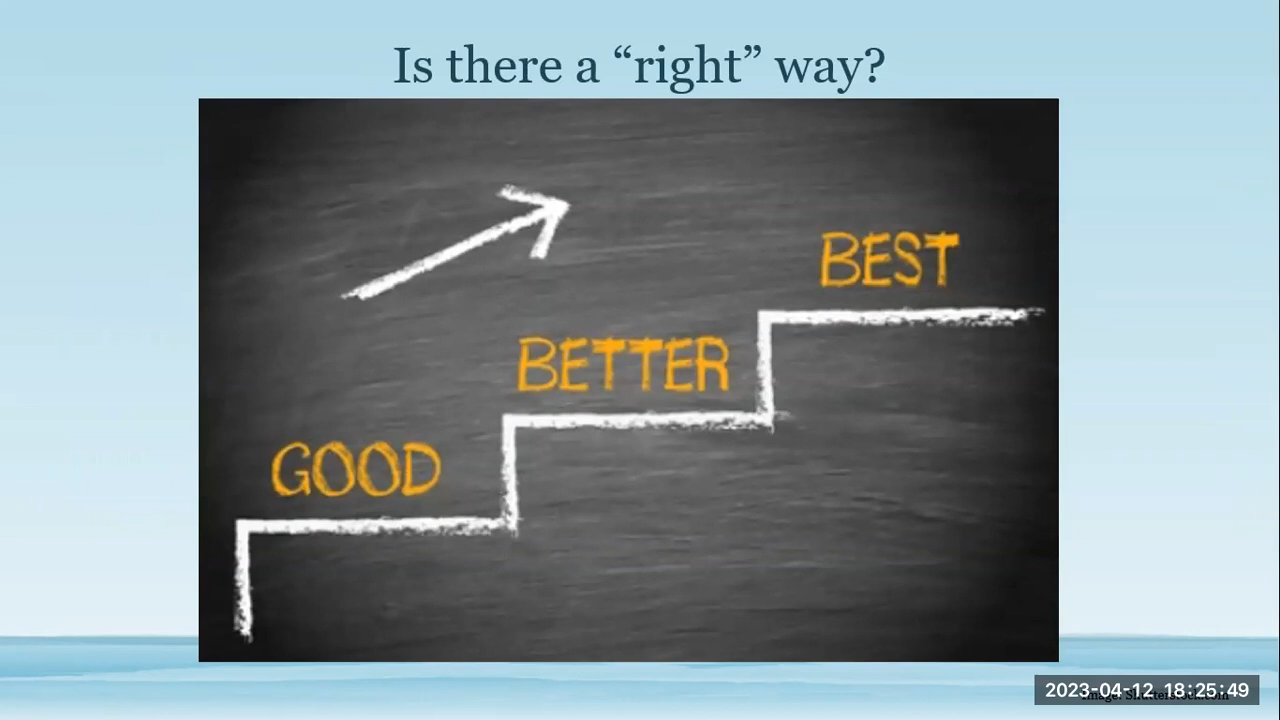 Is there a “right” way?
BEST
BETTER
GOOD
2023-04-12 18:25:49